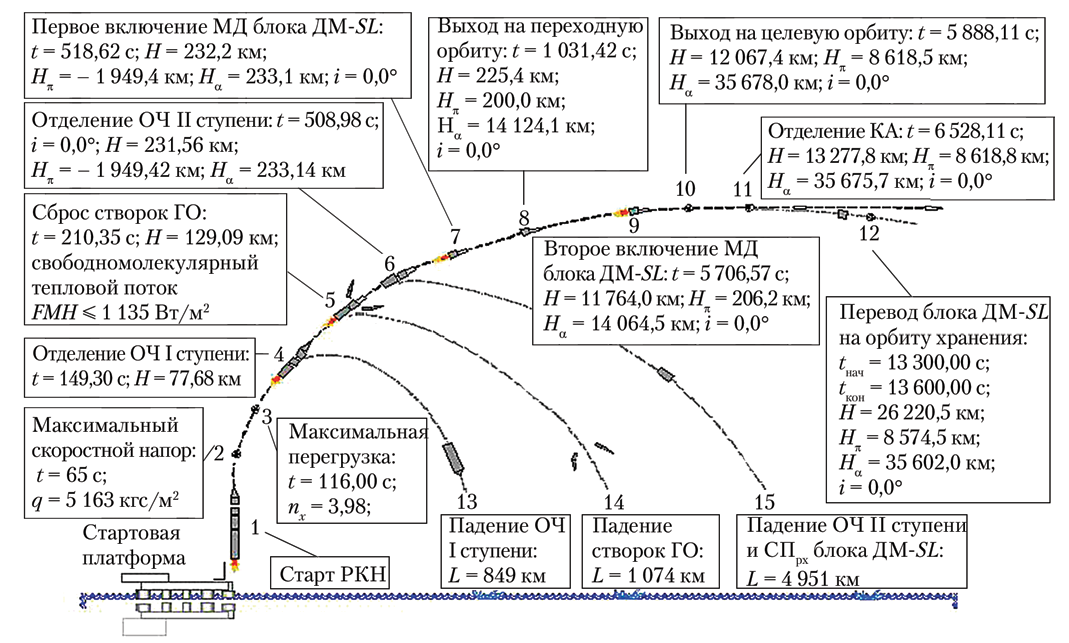 Первое включение МД блока ДМ-SL:
t = 518,62 с; H = 232,2 км;
Hπ = − 1 949,4 км; Hα = 233,1 км; i = 0,0°
Выход на переходную
орбиту: t = 1 031,42 с;
H = 225,4 км;
Hπ = 200,0 км;
Hα = 14 124,1 км;
i = 0,0°
Выход на целевую орбиту: t = 5 888,11 с;
H = 12 067,4 км; Hπ = 8 618,5 км;
Hα = 35 678,0 км; i = 0,0°
Отделение ОЧ II ступени: t = 508,98 с;
i = 0,0°; H = 231,56 км;
Hπ = − 1 949,42 км; Hα = 233,14 км
Отделение КА: t = 6 528,11 с;
H = 13 277,8 км; Hπ = 8 618,8 км;
Hα = 35 675,7 км; i = 0,0°
Сброс створок ГО:
t = 210,35 с; H = 129,09 км;
свободномолекулярный
тепловой поток
FMH ⩽ 1 135 Вт/м²
10
11
8
9
12
7
6
5
Второе включение МД
блока ДМ-SL: t = 5 706,57 с;
H = 11 764,0 км; Hπ = 206,2 км;
Hα = 14 064,5 км; i = 0,0°
Перевод блока ДМ-SL
на орбиту хранения:
tнач = 13 300,00 с;
tкон = 13 600,00 с;
H = 26 220,5 км;
Hπ = 8 574,5 км;
Hα = 35 602,0 км;
i = 0,0°
Отделение ОЧ I ступени:
t = 149,30 с; H = 77,68 км
4
3
Максимальный
скоростной напор:
t = 65 с;
q = 5 163 кгс/м²
2
Максимальная
перегрузка:
t = 116,00 с;
nx = 3,98;
13
14
15
1
Стартовая
платформа
Старт РКН
Падение ОЧ
I ступени:
L = 849 км
Падение
створок ГО:
L = 1 074 км
Падение ОЧ II ступени
и СПрх блока ДМ-SL:
L = 4 951 км